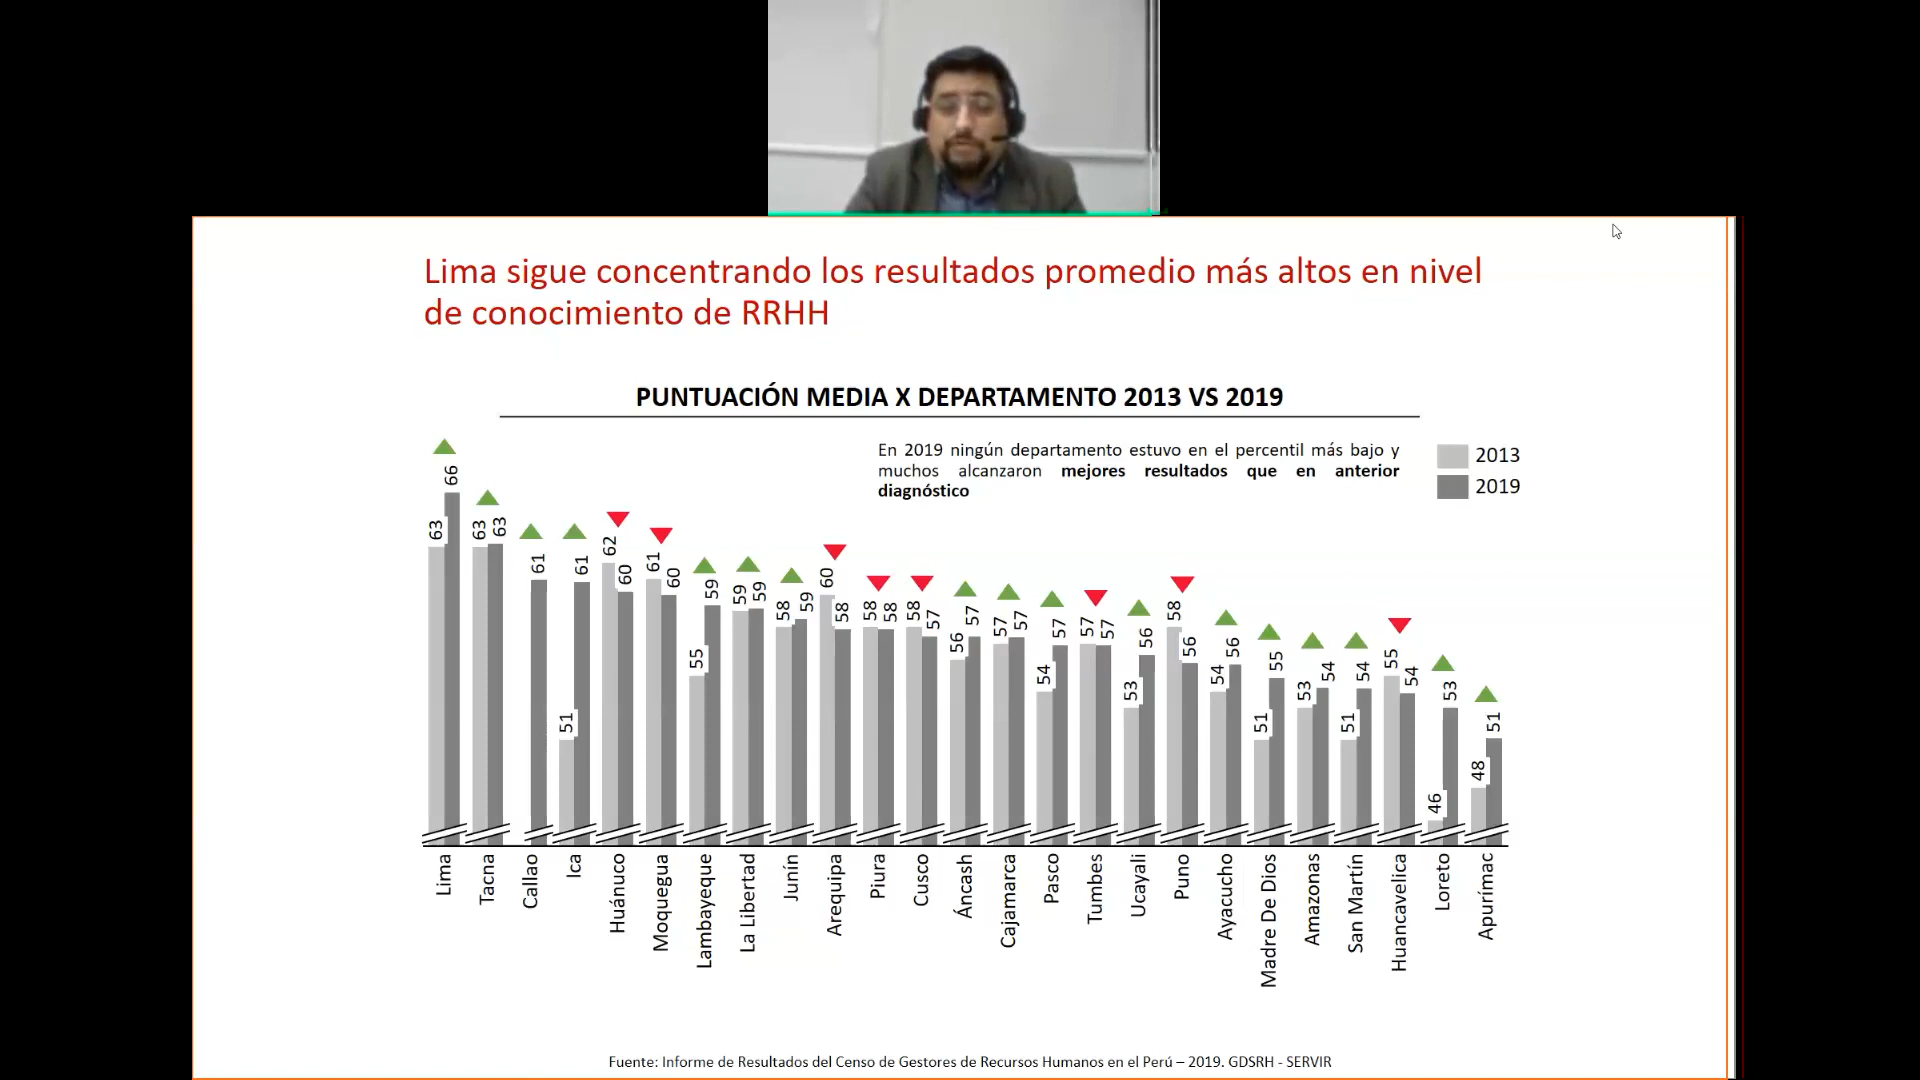 Lima sigue concentrando los resultados promedio más altos en nivel
de conocimiento de RRHH
PUNTUACIÓN MEDIA X DEPARTAMENTO 2013 VS 2019
En 2019 ningún departamento estuvo en el percentil más bajo y
muchos alcanzaron mejores resultados que en anterior
diagnóstico
2013
2019
63 66
63 63
61
51 61
62 60
61 60
55 59
59 59
58 59
60 58
58 58
58 57
56 57
57 57
54 57
57 57
53 56
58 56
54 56
51 55
53 54
51 54
55 54
46 53
48 51
Lima
Tacna
Callao
Ica
Huánuco
Moquegua
Lambayeque
La Libertad
Junín
Arequipa
Piura
Cusco
Áncash
Cajamarca
Pasco
Tumbes
Ucayali
Puno
Ayacucho
Madre De Dios
Amazonas
San Martín
Huancavelica
Loreto
Apurímac
Fuente: Informe de Resultados del Censo de Gestores de Recursos Humanos en el Perú – 2019. GDSRH - SERVIR